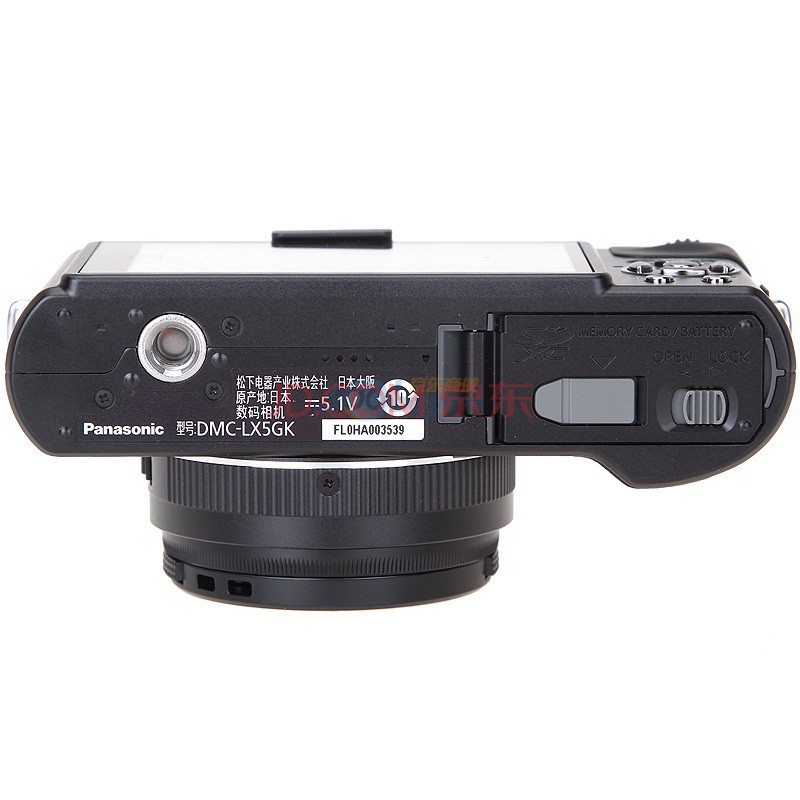 SD XC MEMORY CARD / BATTERY
OPEN LOCK
松下电器产业株式会社 日本大阪
原产地:日本
数码相机 5.1V 10
Panasonic 型号:DMC-LX5GK FL0HA003539
360buy 京东